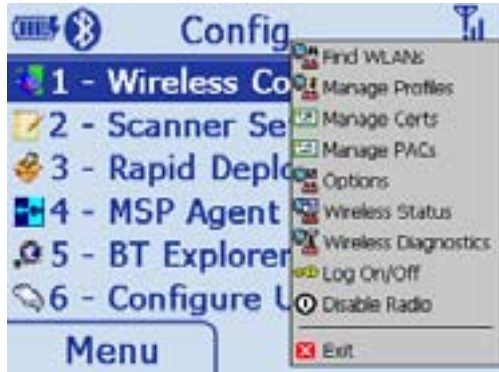 Config
1 - Wireless Co
2 - Scanner Se
3 - Rapid Deplo
4 - MSP Agent
5 - BT Explorer
6 - Configure U
Menu
Find WLANs
Manage Profiles
Manage Certs
Manage PACs
Options
Wireless Status
Wireless Diagnostics
Log On/Off
Disable Radio
Exit